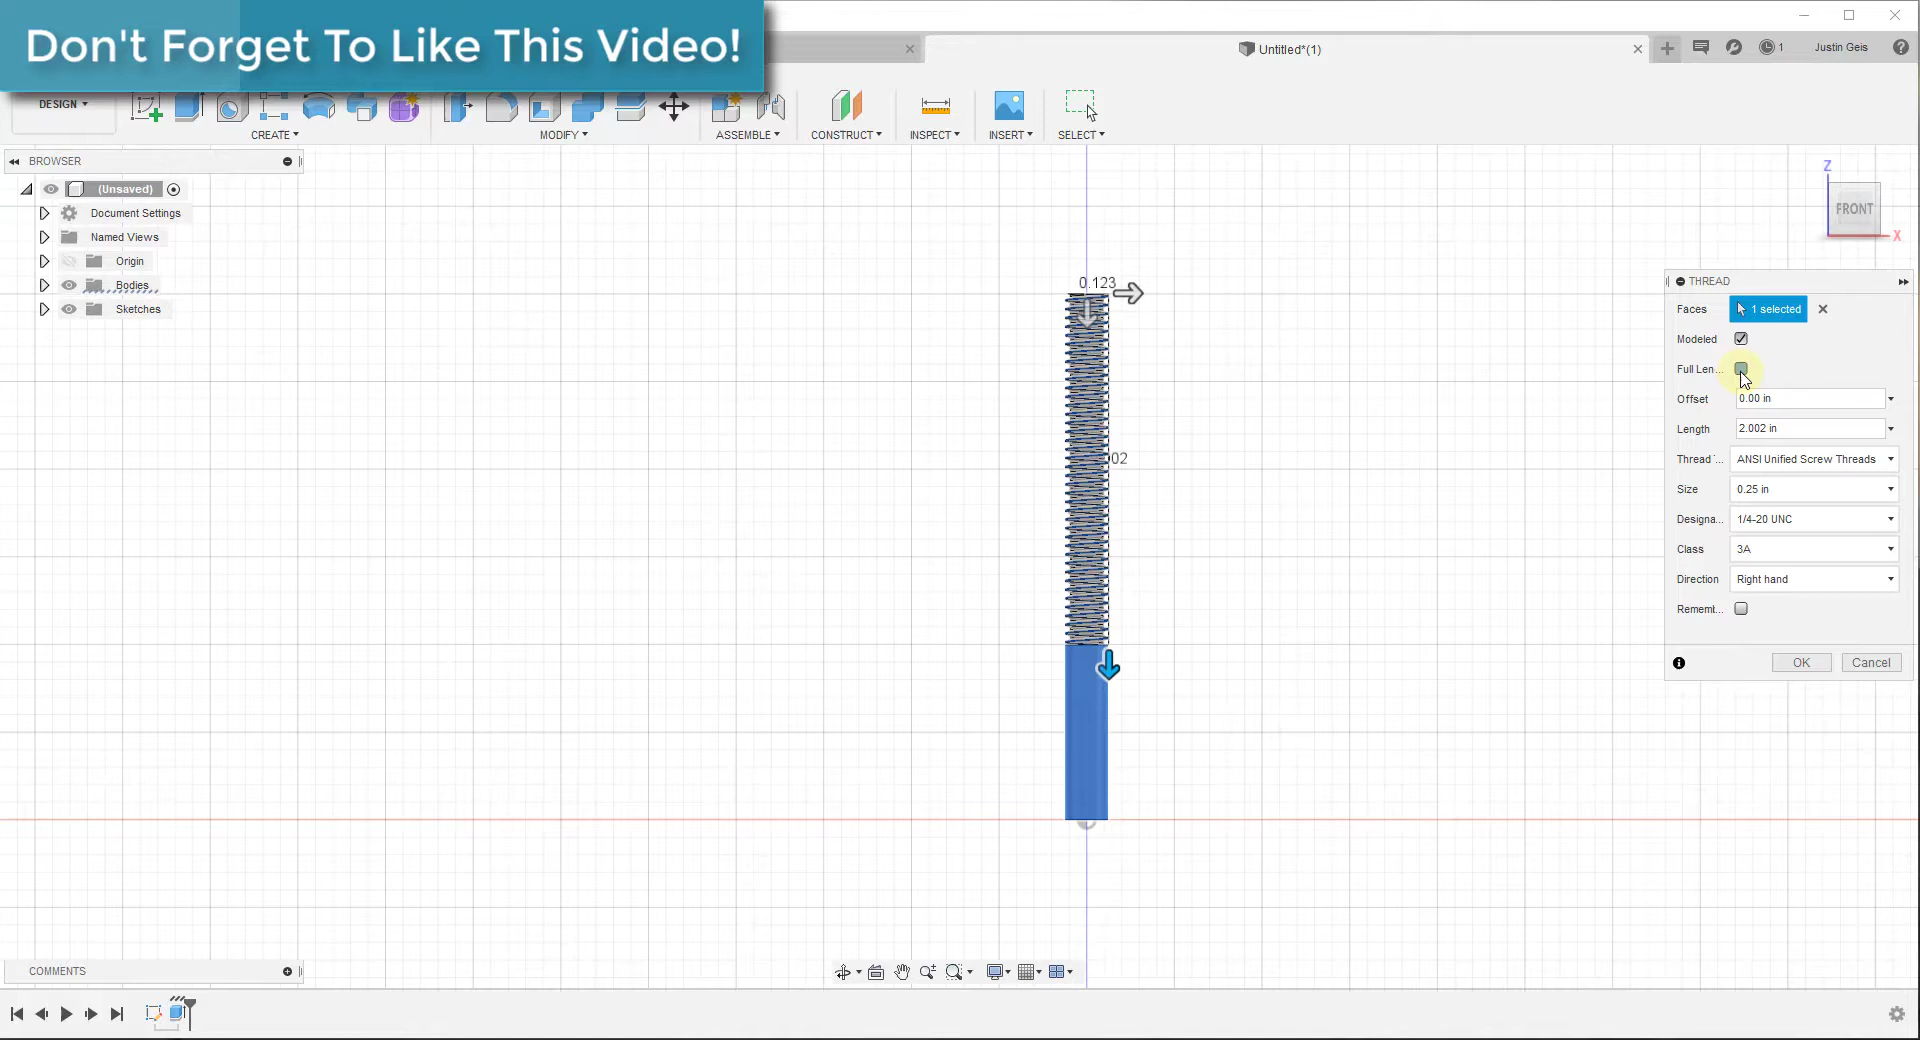 Don't Forget To Like This Video!
Untitled*(1)
1
Justin Geis
DESIGN
CREATE
MODIFY
ASSEMBLE
CONSTRUCT
INSPECT
INSERT
SELECT
BROWSER
(Unsaved)
Document Settings
Named Views
Origin
Bodies
Sketches
Z
FRONT
X
0.123
02
THREAD
Faces
1 selected
Modeled
Full Len...
Offset
0.00 in
Length
2.002 in
Thread ...
ANSI Unified Screw Threads
Size
0.25 in
Designa...
1/4-20 UNC
Class
3A
Direction
Right hand
Rememt...
OK
Cancel
COMMENTS